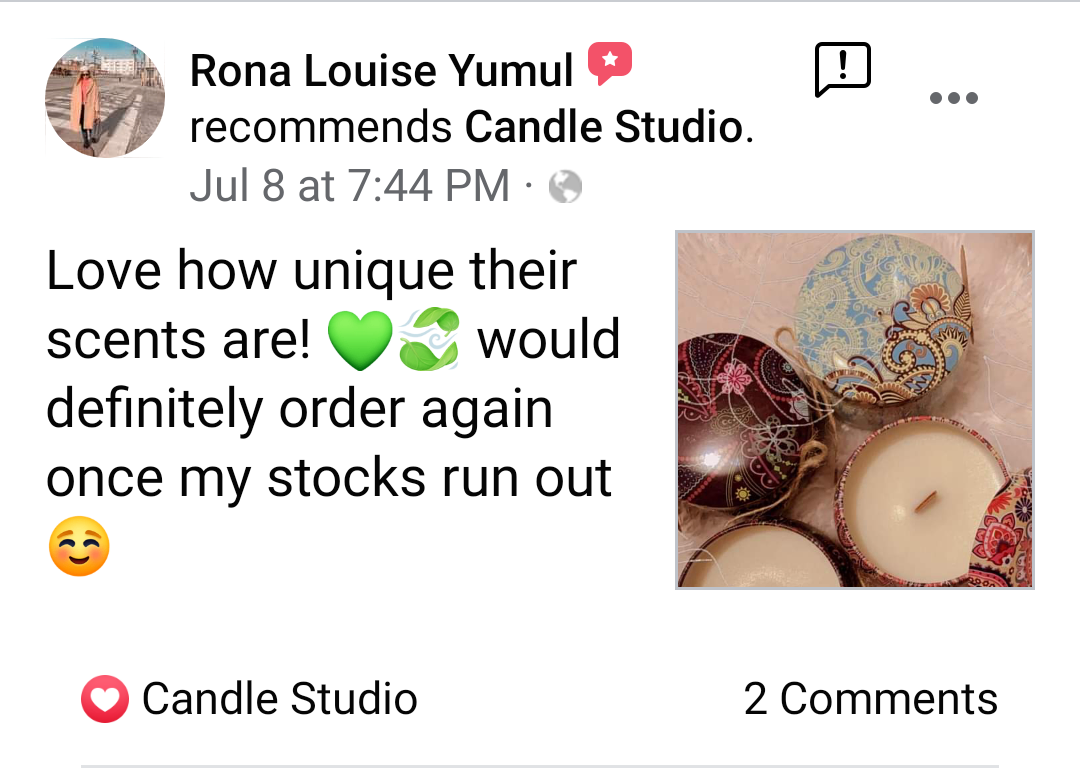 Rona Louise Yumul
recommends Candle Studio.
Jul 8 at 7:44 PM ·
Love how unique their
scents are! 💚🍃 would
definitely order again
once my stocks run out
☺️
Candle Studio
2 Comments